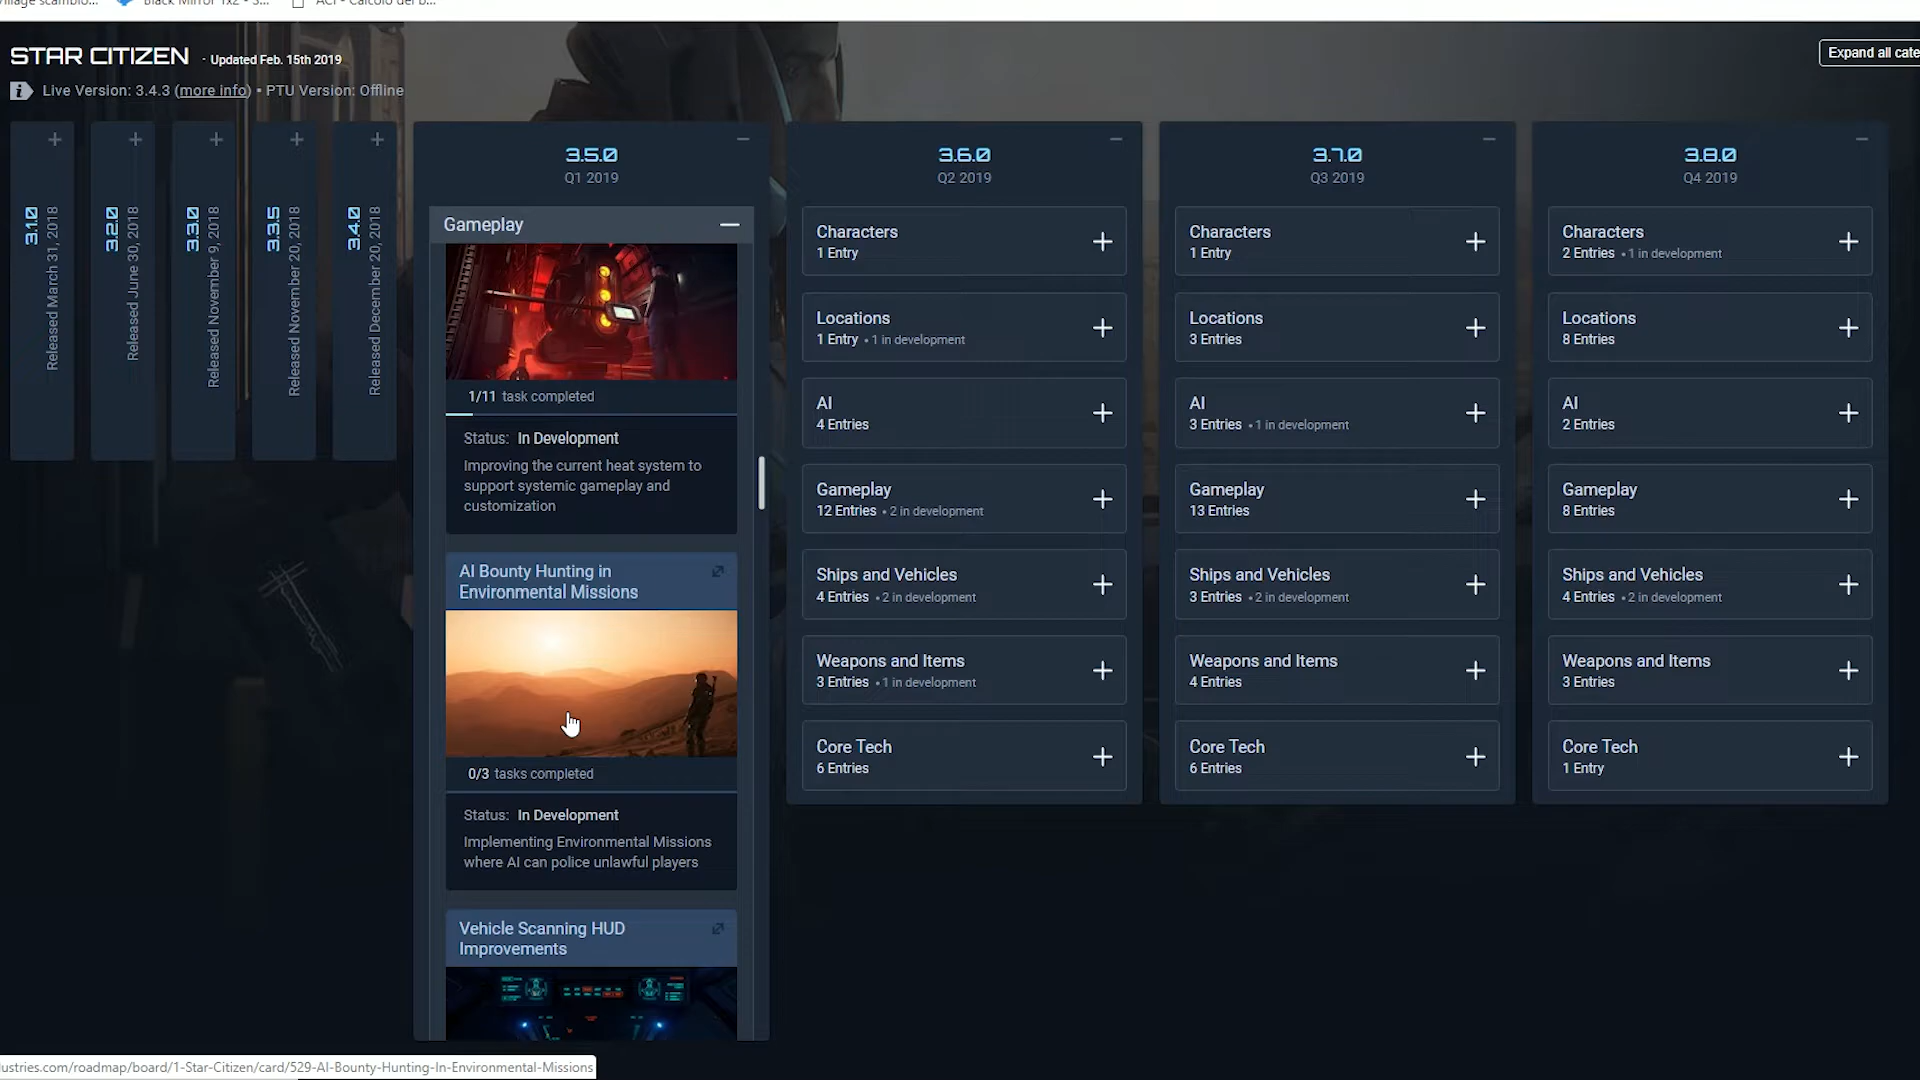 STAR CITIZEN · Updated Feb. 15th 2019
Expand all cate
i Live Version: 3.4.3 (more info) • PTU Version: Offline
3.1.0
Released March 31, 2018
3.2.0
Released June 30, 2018
3.3.0
Released November 9, 2018
3.3.5
Released November 20, 2018
3.4.0
Released December 20, 2018
3.5.0
Q1 2019
Gameplay
1/11 task completed
Status: In Development
Improving the current heat system to
support systemic gameplay and
customization
AI Bounty Hunting in
Environmental Missions
0/3 tasks completed
Status: In Development
Implementing Environmental Missions
where AI can police unlawful players
Vehicle Scanning HUD
Improvements
3.6.0
Q2 2019
Characters
1 Entry
Locations
1 Entry • 1 in development
AI
4 Entries
Gameplay
12 Entries • 2 in development
Ships and Vehicles
4 Entries • 2 in development
Weapons and Items
3 Entries • 1 in development
Core Tech
6 Entries
3.7.0
Q3 2019
Characters
1 Entry
Locations
3 Entries
AI
3 Entries • 1 in development
Gameplay
13 Entries
Ships and Vehicles
3 Entries • 2 in development
Weapons and Items
4 Entries
Core Tech
6 Entries
3.8.0
Q4 2019
Characters
2 Entries • 1 in development
Locations
8 Entries
AI
2 Entries
Gameplay
8 Entries
Ships and Vehicles
4 Entries • 2 in development
Weapons and Items
3 Entries
Core Tech
1 Entry
lustries.com/roadmap/board/1-Star-Citizen/card/529-AI-Bounty-Hunting-In-Environmental-Missions